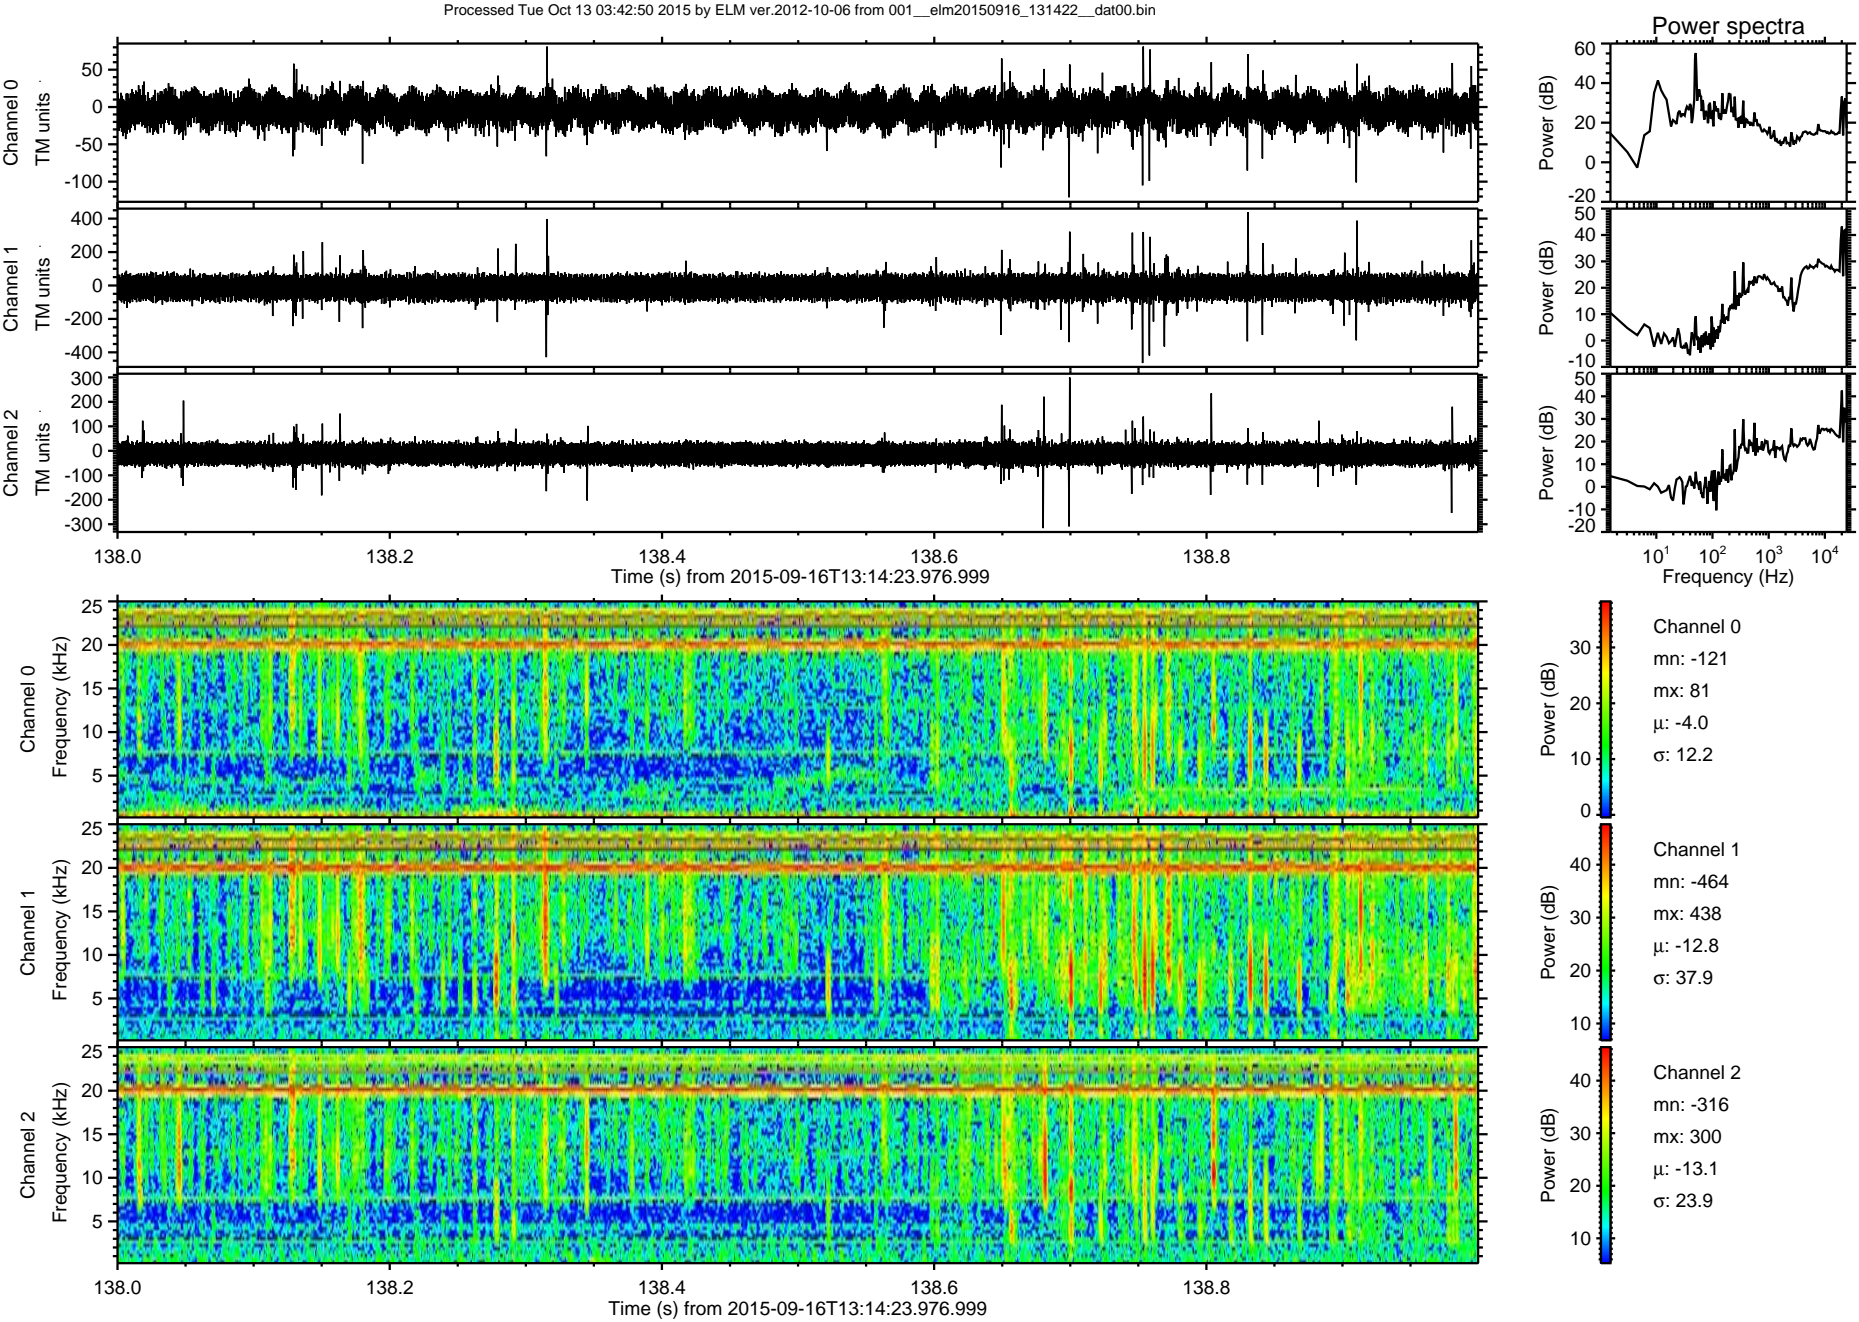 Processed Tue Oct 13 03:42:50 2015 by ELM ver.2012-10-06 from 001__elm20150916_131422__dat00.bin
Power spectra
Channel 0
TM units
50
0
-50
-100
Power (dB)
60
40
20
0
-20
Channel 1
TM units
400
200
0
-200
-400
Power (dB)
50
40
30
20
10
0
-10
Channel 2
TM units
300
200
100
0
-100
-200
-300
Power (dB)
50
40
30
20
10
0
-10
-20
138.0
138.2
138.4
138.6
138.8
Time (s) from 2015-09-16T13:14:23.976.999
10¹
10²
10³
10⁴
Frequency (Hz)
Channel 0
Frequency (kHz)
25
20
15
10
5
Power (dB)
30
20
10
0
Channel 0
mn: -121
mx: 81
μ: -4.0
σ: 12.2
Channel 1
Frequency (kHz)
25
20
15
10
5
Power (dB)
40
30
20
10
Channel 1
mn: -464
mx: 438
μ: -12.8
σ: 37.9
Channel 2
Frequency (kHz)
25
20
15
10
5
Power (dB)
40
30
20
10
Channel 2
mn: -316
mx: 300
μ: -13.1
σ: 23.9
138.0
138.2
138.4
138.6
138.8
Time (s) from 2015-09-16T13:14:23.976.999